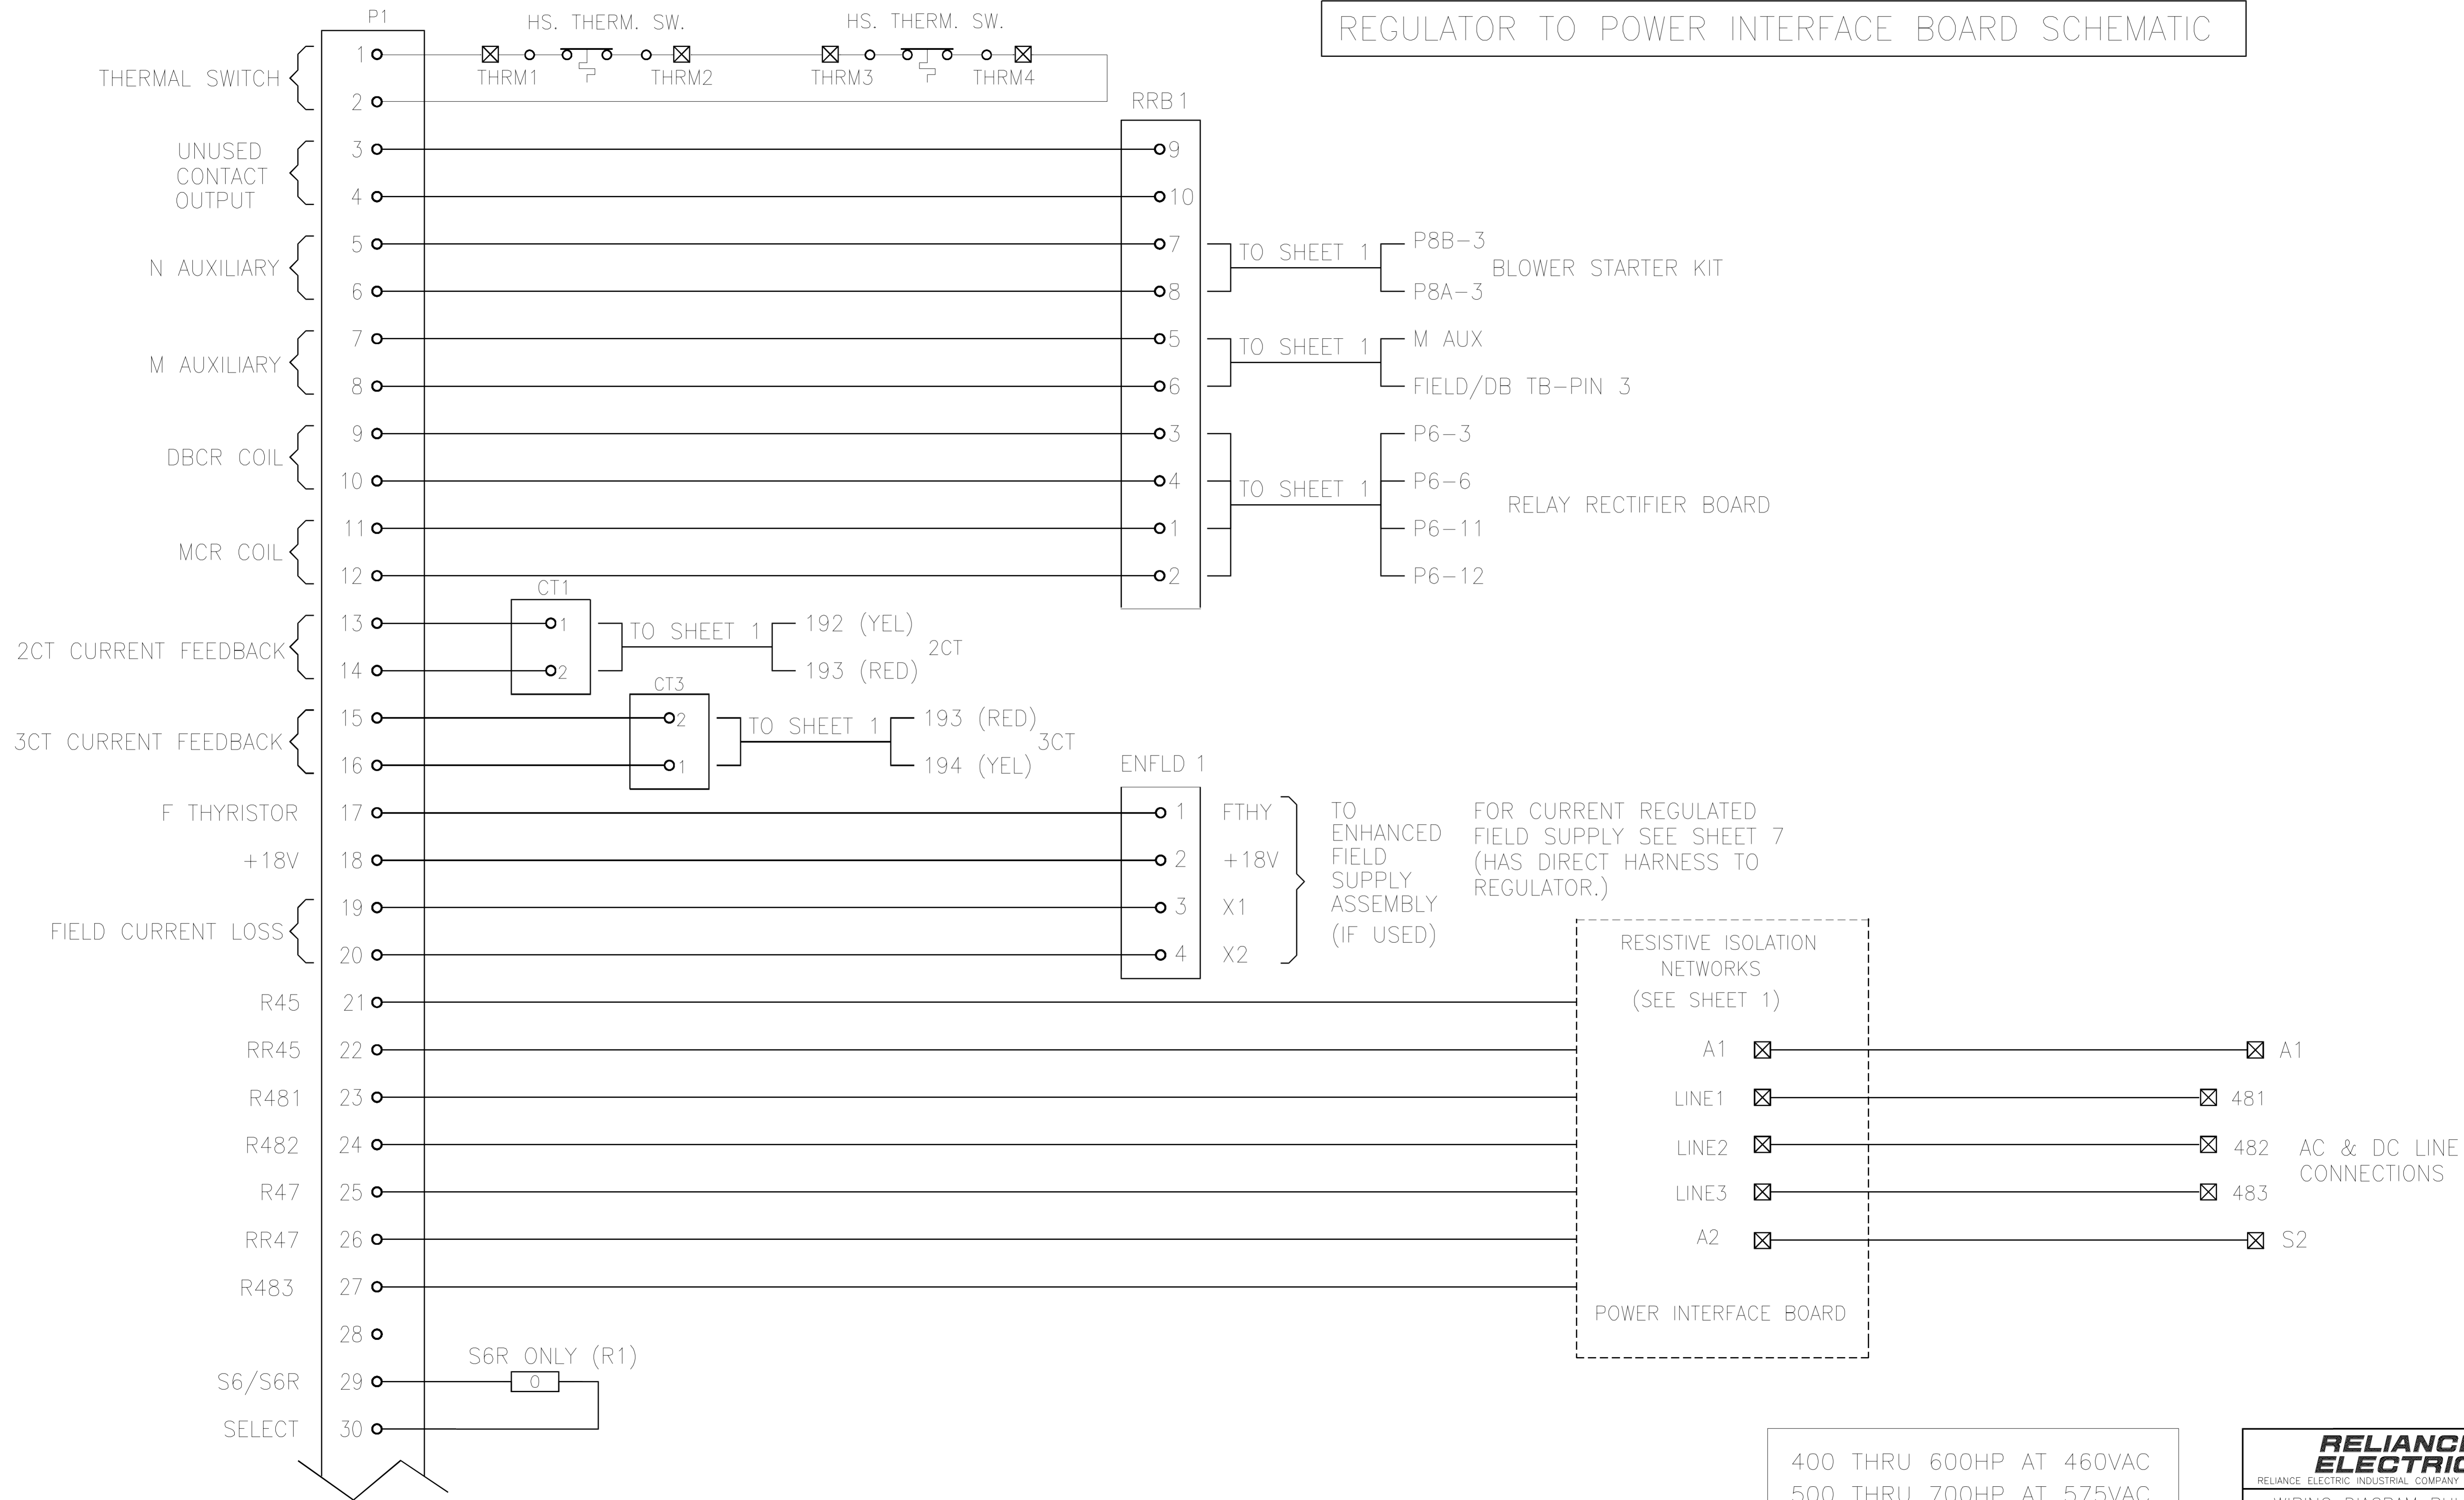 REGULATOR TO POWER INTERFACE BOARD SCHEMATIC
P1
HS. THERM. SW.
HS. THERM. SW.
THERMAL SWITCH
1
THRM1
THRM2
THRM3
THRM4
2
RRB1
UNUSED
CONTACT
OUTPUT
3
9
4
10
N AUXILIARY
5
7
6
8
TO SHEET 1
P8B-3
P8A-3
BLOWER STARTER KIT
M AUXILIARY
7
5
8
6
TO SHEET 1
M AUX
FIELD/DB TB-PIN 3
DBCR COIL
9
3
10
4
MCR COIL
11
1
12
2
TO SHEET 1
P6-3
P6-6
P6-11
P6-12
RELAY RECTIFIER BOARD
CT1
2CT CURRENT FEEDBACK
13
1
14
2
TO SHEET 1
192 (YEL)
193 (RED)
2CT
CT3
3CT CURRENT FEEDBACK
15
2
16
1
TO SHEET 1
193 (RED)
194 (YEL)
3CT
ENFLD 1
F THYRISTOR
17
1 FTHY
+18V
18
2 +18V
FIELD CURRENT LOSS
19
3 X1
20
4 X2
TO
ENHANCED
FIELD
SUPPLY
ASSEMBLY
(IF USED)
FOR CURRENT REGULATED
FIELD SUPPLY SEE SHEET 7
(HAS DIRECT HARNESS TO
REGULATOR.)
RESISTIVE ISOLATION
NETWORKS
(SEE SHEET 1)
R45 21
RR45 22
A1
A1
R481 23
LINE1
481
R482 24
LINE2
482
AC & DC LINE
CONNECTIONS
R47 25
LINE3
483
RR47 26
A2
S2
R483 27
POWER INTERFACE BOARD
28
S6R ONLY (R1)
S6/S6R 29
0
SELECT 30
400 THRU 600HP AT 460VAC
500 THRU 700HP AT 575VAC
RELIANCE
ELECTRIC
RELIANCE ELECTRIC INDUSTRIAL COMPANY
WIRING DIAGRAM